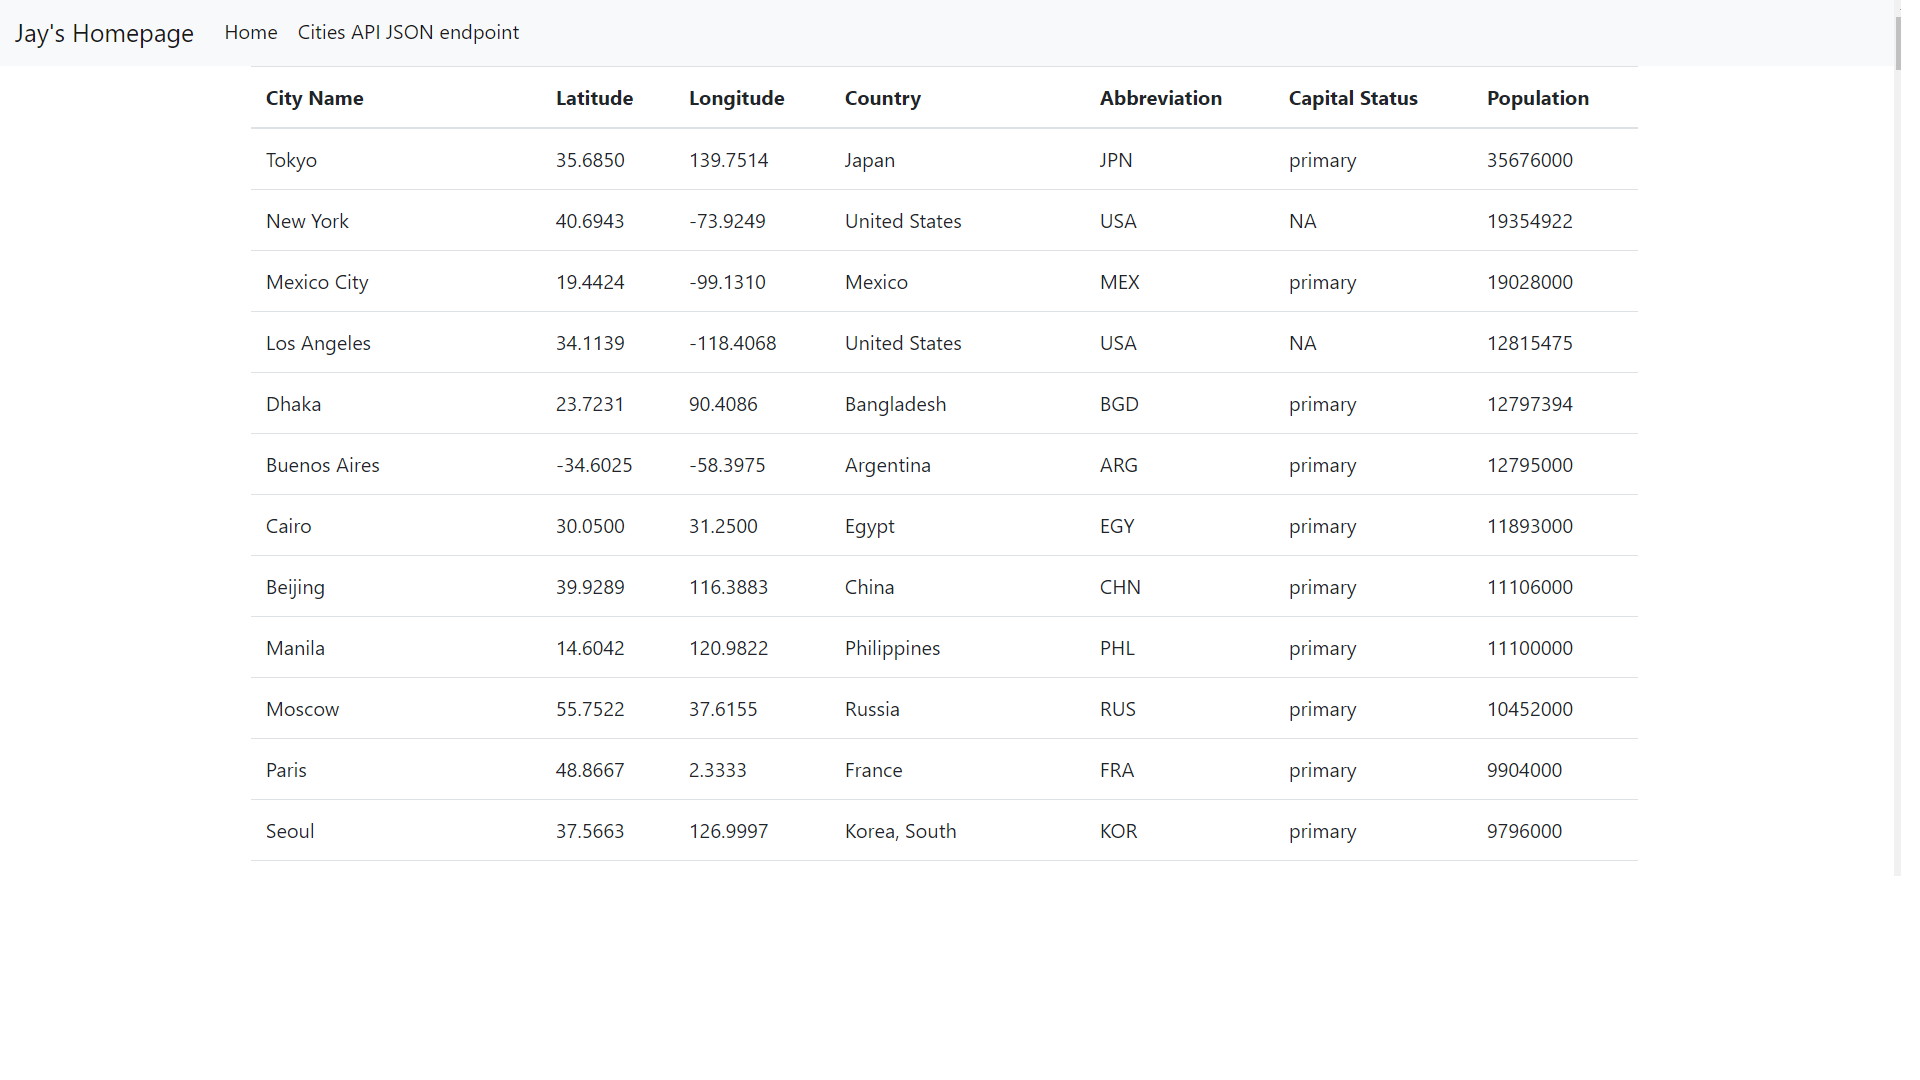 Jay's Homepage Home Cities API JSON endpoint
City Name Latitude Longitude Country Abbreviation Capital Status Population
Tokyo 35.6850 139.7514 Japan JPN primary 35676000
New York 40.6943 -73.9249 United States USA NA 19354922
Mexico City 19.4424 -99.1310 Mexico MEX primary 19028000
Los Angeles 34.1139 -118.4068 United States USA NA 12815475
Dhaka 23.7231 90.4086 Bangladesh BGD primary 12797394
Buenos Aires -34.6025 -58.3975 Argentina ARG primary 12795000
Cairo 30.0500 31.2500 Egypt EGY primary 11893000
Beijing 39.9289 116.3883 China CHN primary 11106000
Manila 14.6042 120.9822 Philippines PHL primary 11100000
Moscow 55.7522 37.6155 Russia RUS primary 10452000
Paris 48.8667 2.3333 France FRA primary 9904000
Seoul 37.5663 126.9997 Korea, South KOR primary 9796000